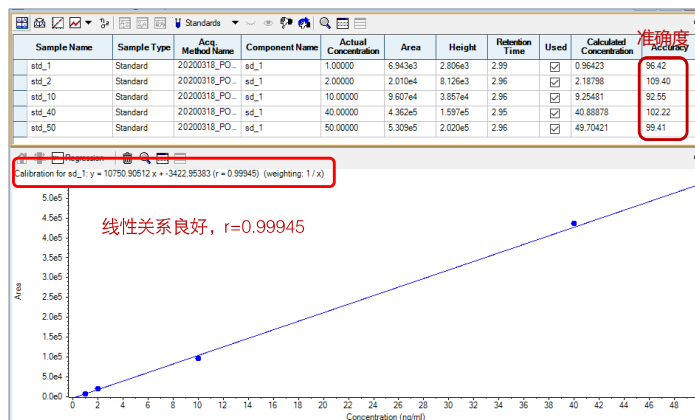 Standards
准确度
Sample Name Sample Type Acq. Method Name Component Name Actual Concentration Area Height Retention Time Used Calculated Concentration Accuracy
std_1 Standard 20200318_PO... sd_1 1.00000 6.943e3 2.806e3 2.99 0.96423 96.42
std_2 Standard 20200318_PO... sd_1 2.00000 2.010e4 8.126e3 2.96 2.18798 109.40
std_10 Standard 20200318_PO... sd_1 10.00000 9.607e4 3.857e4 2.96 9.25481 92.55
std_40 Standard 20200318_PO... sd_1 40.00000 4.362e5 1.597e5 2.95 40.88878 102.22
std_50 Standard 20200318_PO... sd_1 50.00000 5.309e5 2.020e5 2.96 49.70421 99.41
Regression
Calibration for sd_1: y = 10750.90512 x + -3422.95383 (r = 0.99945) (weighting: 1 / x)
线性关系良好，r=0.99945
5.0e5
4.5e5
4.0e5
3.5e5
3.0e5
2.5e5
2.0e5
1.5e5
1.0e5
5.0e4
0.0e0
Area
0 2 4 6 8 10 12 14 16 18 20 22 24 26 28 30 32 34 36 38 40 42 44 46 48
Concentration (ng/ml)